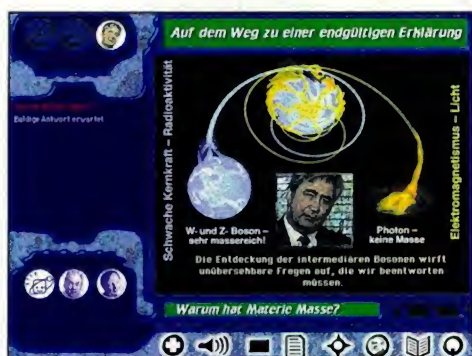 Auf dem Weg zu einer endgültigen Erklärung
Baldige Antwort erwartet
Schwache Kernkraft – Radioaktivität
Elektromagnetismus – Licht
W- und Z- Boson –
sehr massereich!
Photon –
keine Masse
Die Entdeckung der intermediären Bosonen wirft
unübersehbare Fragen auf, die wir beantworten
müssen.
Warum hat Materie Masse?